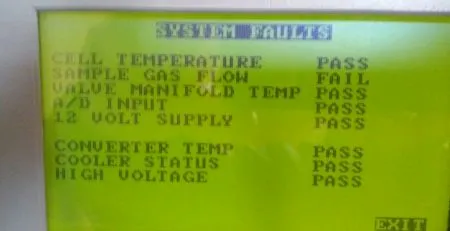 SYSTEM FAULTS
CELL TEMPERATURE PASS
SAMPLE GAS FLOW FAIL
VALVE MANIFOLD TEMP PASS
A/D INPUT PASS
12 VOLT SUPPLY PASS
CONVERTER TEMP PASS
COOLER STATUS PASS
HIGH VOLTAGE PASS
EXIT